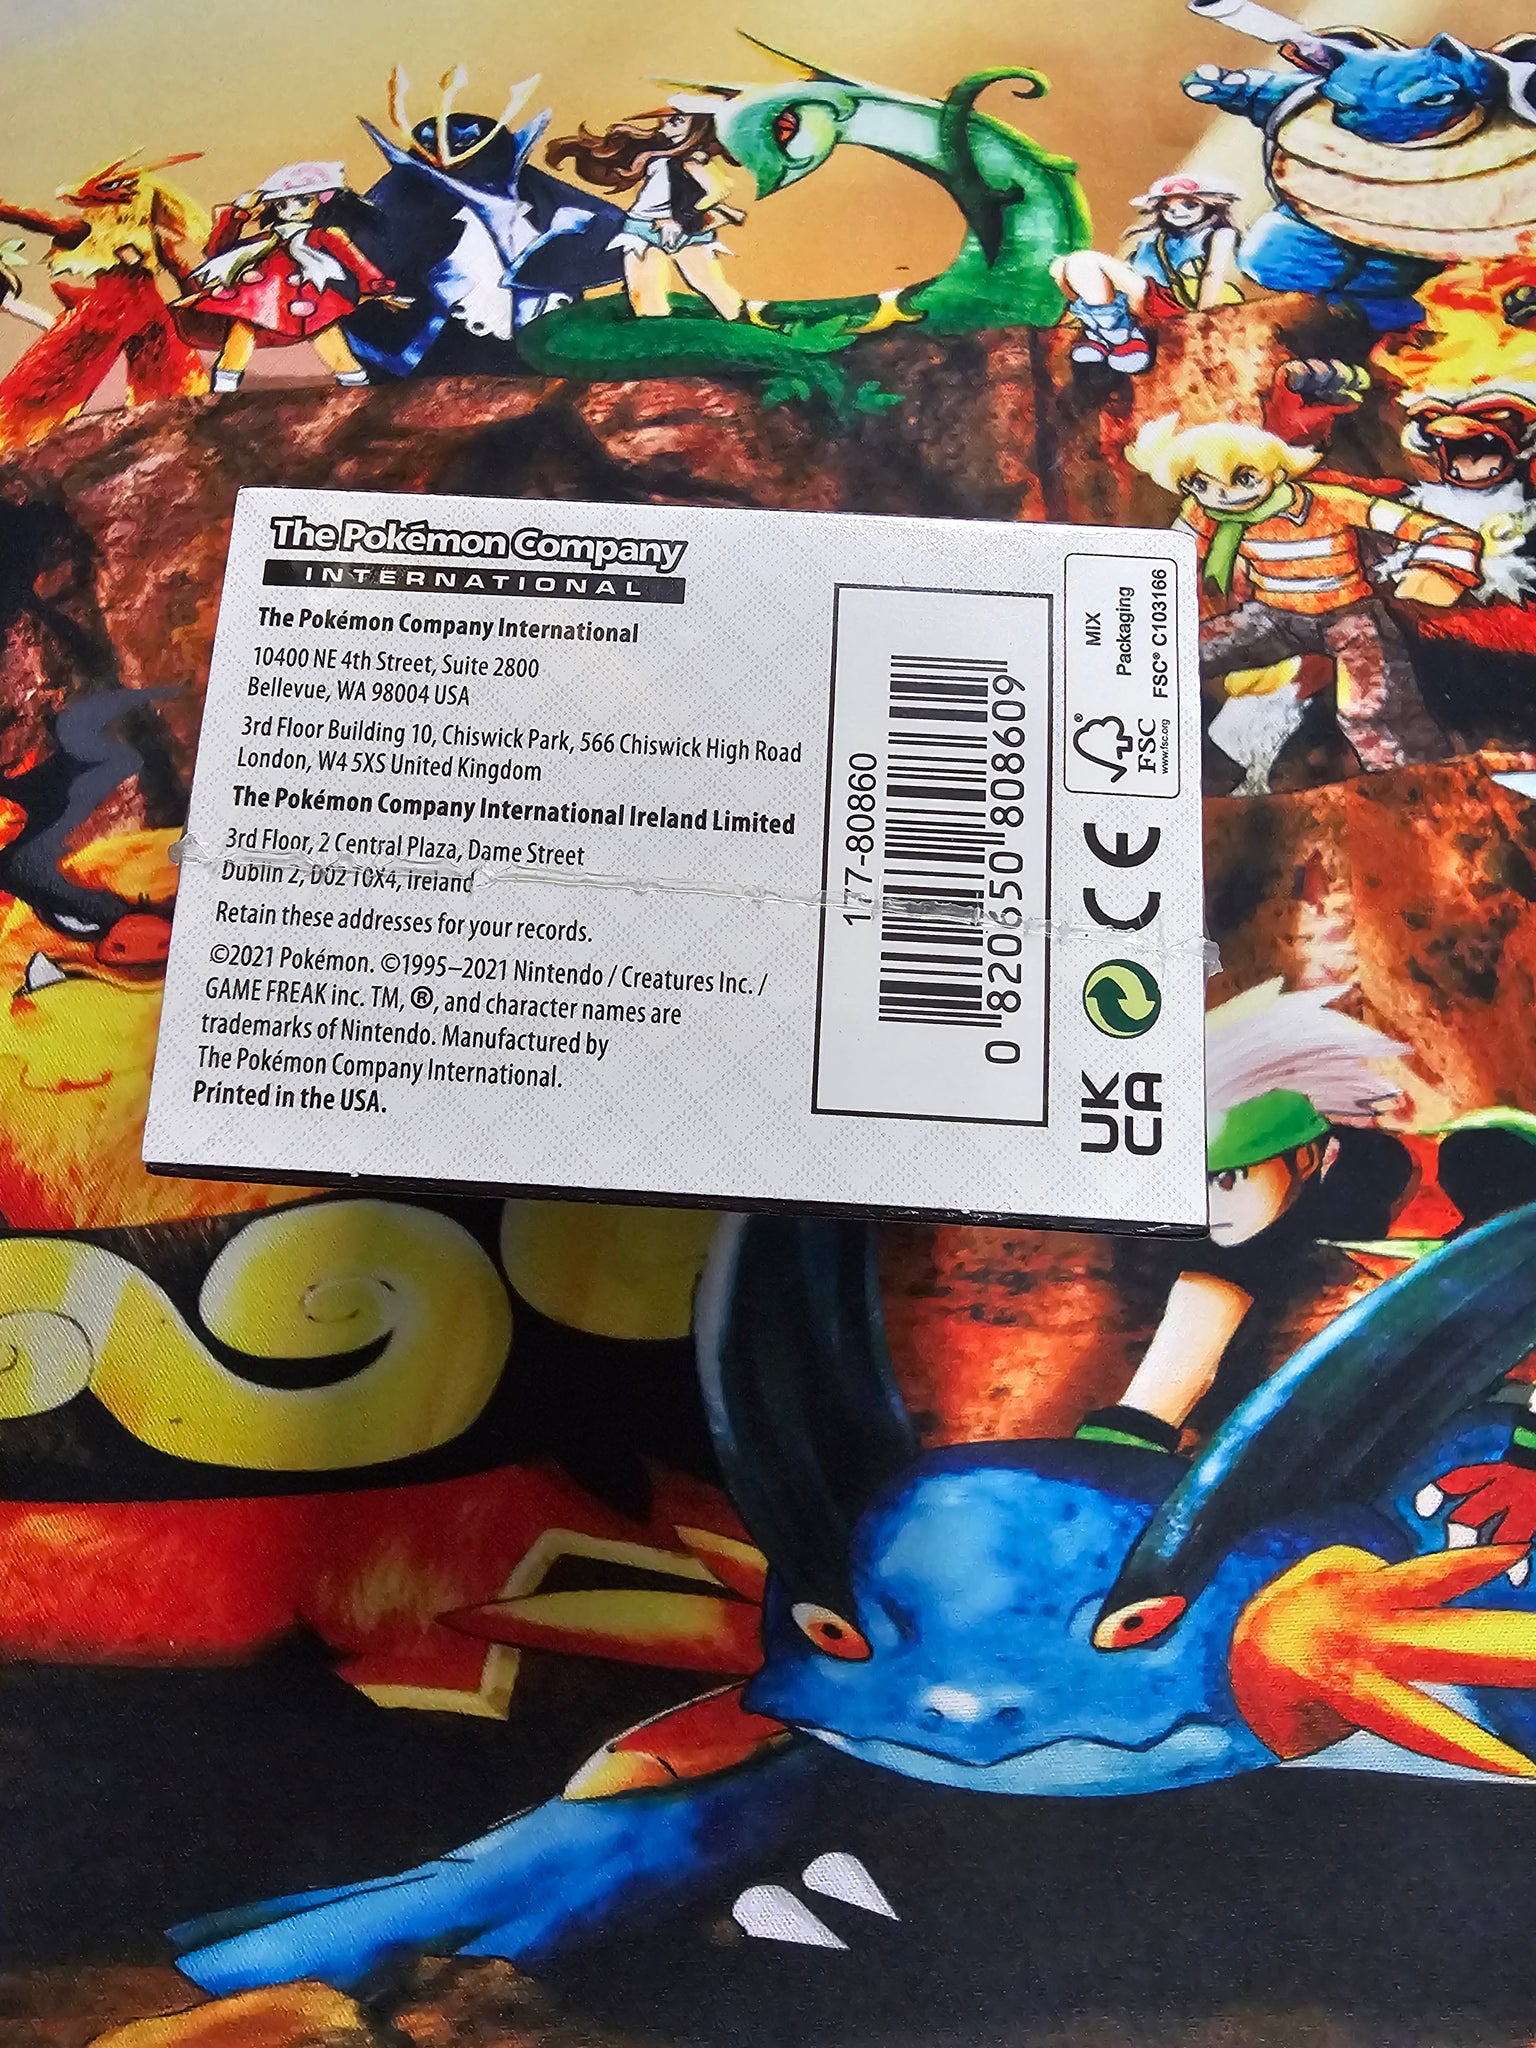 The Pokémon Company
INTERNATIONAL
The Pokémon Company International
10400 NE 4th Street, Suite 2800
Bellevue, WA 98004 USA
3rd Floor Building 10, Chiswick Park, 566 Chiswick High Road
London, W4 5XS United Kingdom
The Pokémon Company International Ireland Limited
3rd Floor, 2 Central Plaza, Dame Street
Dublin 2, D02 T0X4, Ireland
Retain these addresses for your records.
©2021 Pokémon. ©1995–2021 Nintendo / Creatures Inc. /
GAME FREAK inc. TM, ®, and character names are
trademarks of Nintendo. Manufactured by
The Pokémon Company International.
Printed in the USA.
177-80860
0 820650 808609
MIX
Packaging
FSC® C103166
®
FSC
www.fsc.org
CE
UK
CA